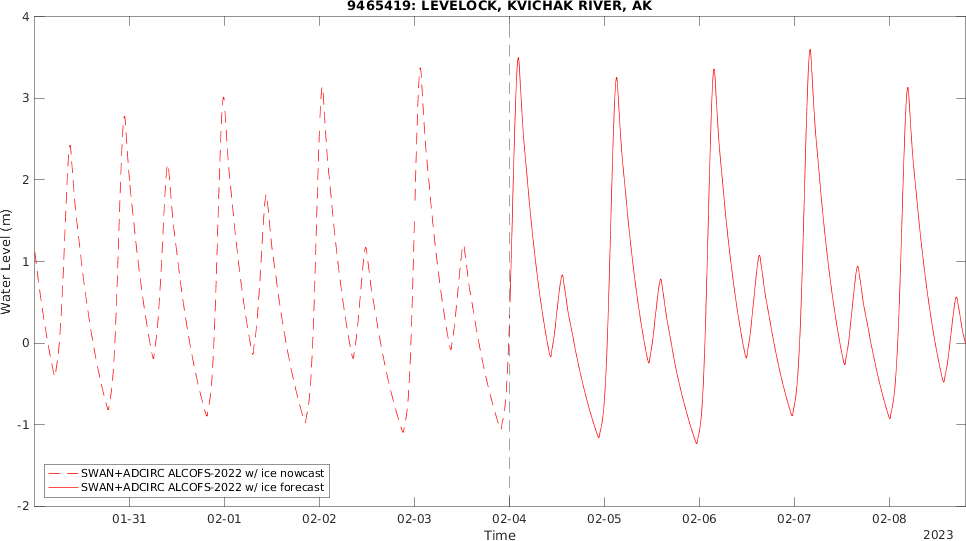 9465419: LEVELOCK, KVICHAK RIVER, AK
4
3
2
1
0
-1
-2
Water Level (m)
SWAN+ADCIRC ALCOFS-2022 w/ ice nowcast
SWAN+ADCIRC ALCOFS-2022 w/ ice forecast
01-31 02-01 02-02 02-03 02-04 02-05 02-06 02-07 02-08
Time
2023